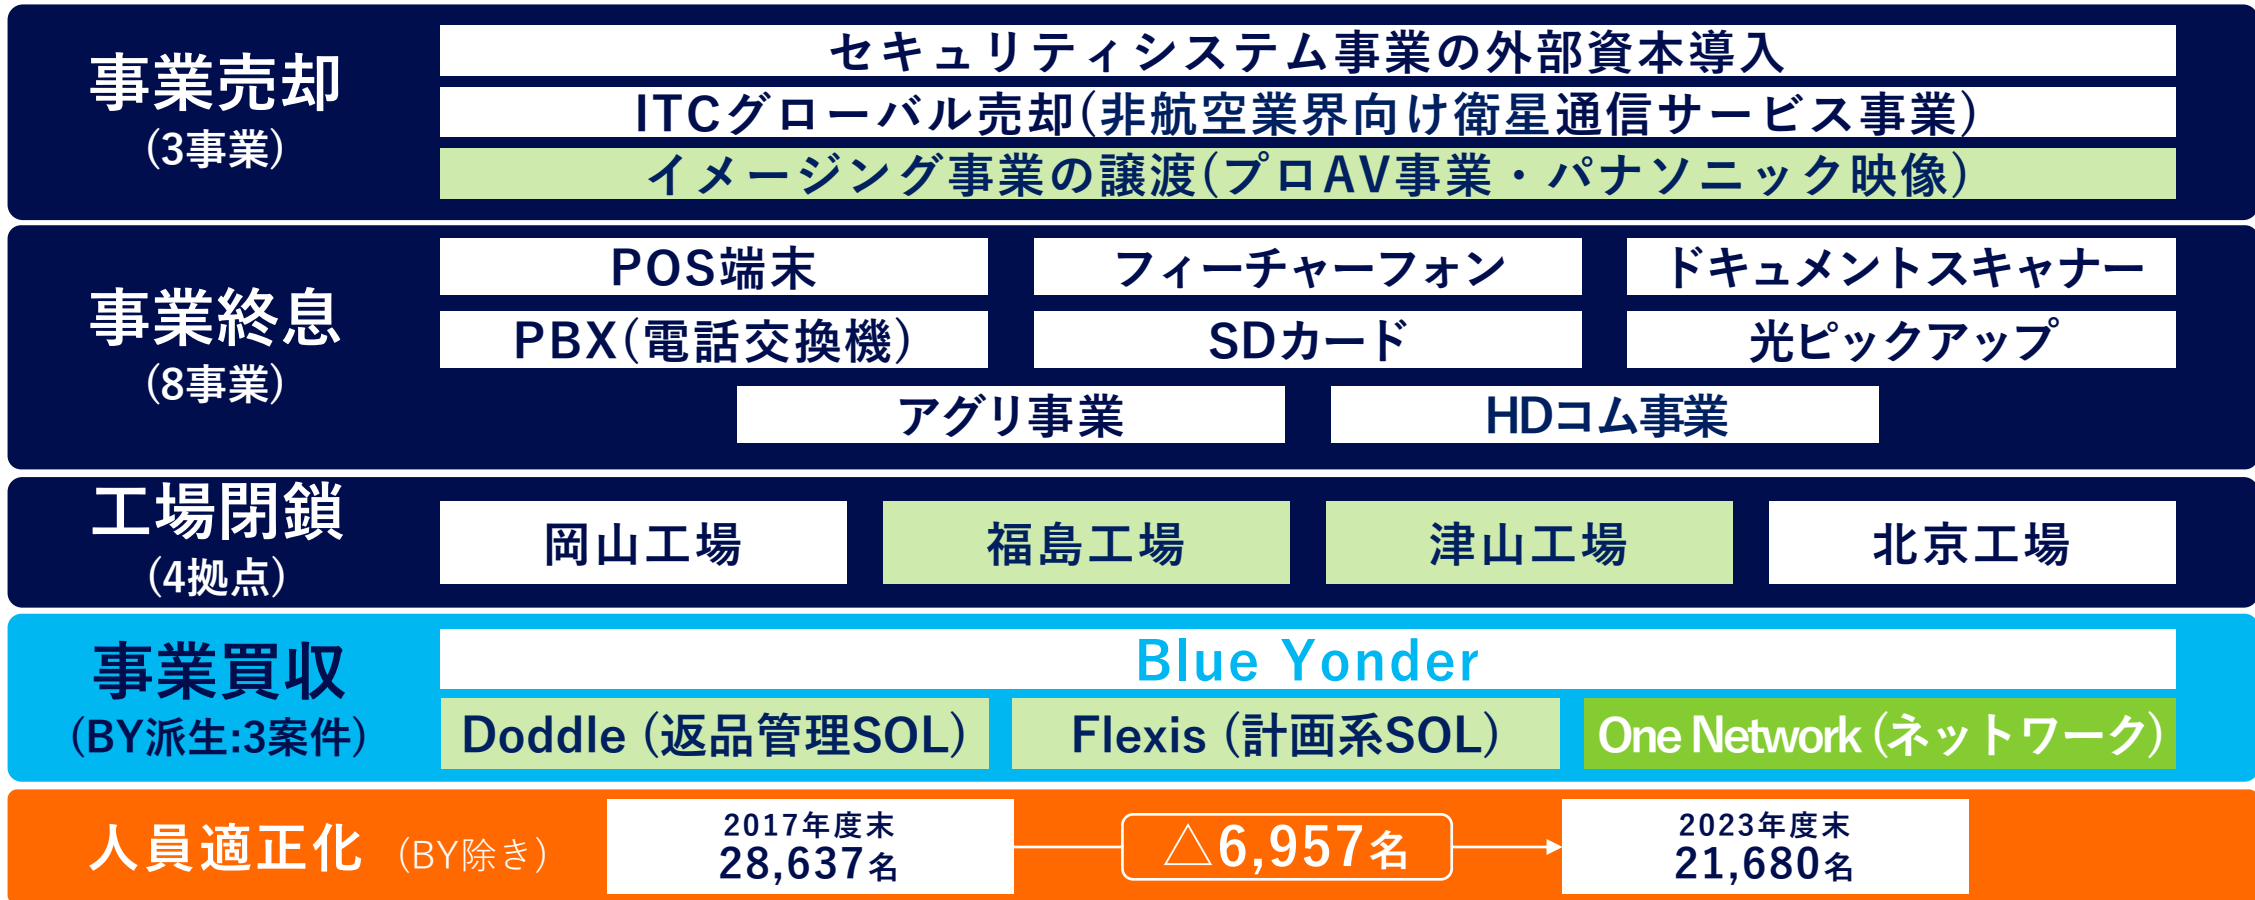 事業売却
(3事業)
セキュリティシステム事業の外部資本導入
ITCグローバル売却(非航空業界向け衛星通信サービス事業)
イメージング事業の譲渡(プロAV事業・パナソニック映像)
事業終息
(8事業)
POS端末
フィーチャーフォン
ドキュメントスキャナー
PBX(電話交換機)
SDカード
光ピックアップ
アグリ事業
HDコム事業
工場閉鎖
(4拠点)
岡山工場
福島工場
津山工場
北京工場
事業買収
(BY派生:3案件)
Blue Yonder
Doddle (返品管理SOL)
Flexis (計画系SOL)
One Network (ネットワーク)
人員適正化 (BY除き)
2017年度末
28,637名
△6,957名
2023年度末
21,680名